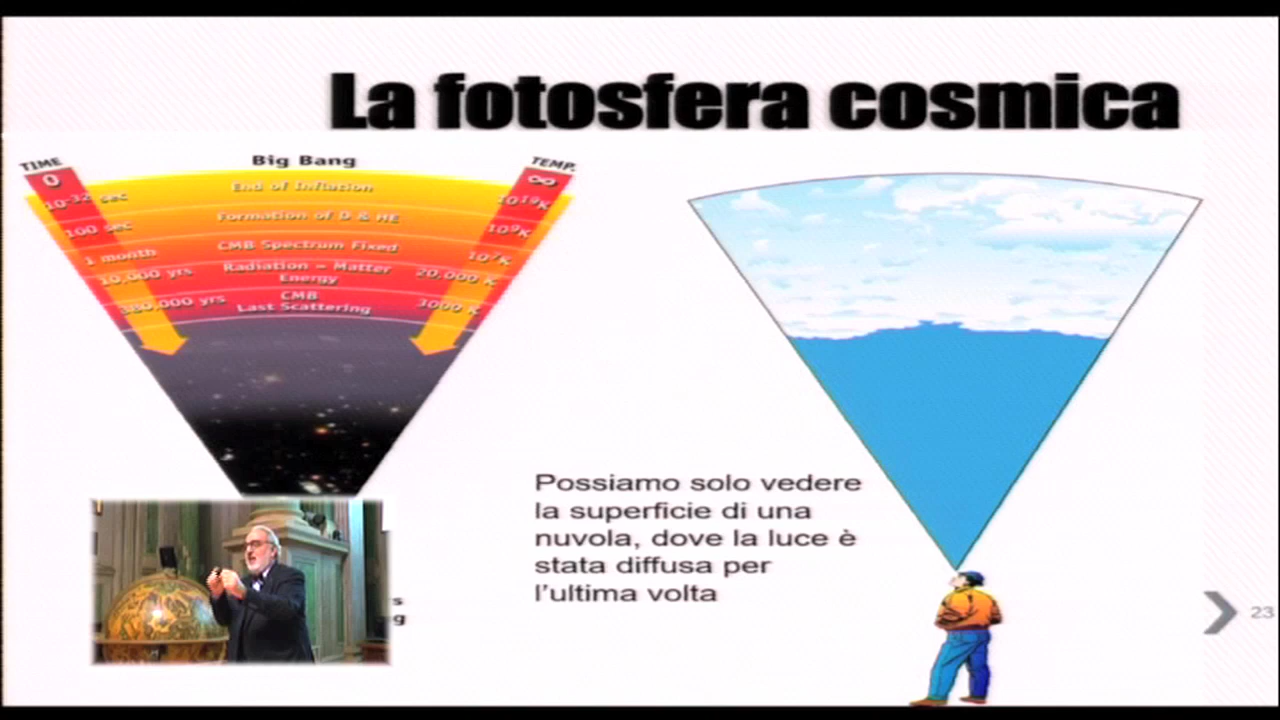 La fotosfera cosmica
TIME
Big Bang
TEMP.
0
End of Inflation
∞
10⁻³² sec
10¹⁹K
Formation of D & HE
100 sec
10⁹K
CMB Spectrum Fixed
1 month
10⁷K
Radiation = Matter
Energy
10,000 yrs
20,000 K
CMB
Last Scattering
380,000 yrs
3000 K
Possiamo solo vedere
la superficie di una
nuvola, dove la luce è
stata diffusa per
l'ultima volta
s
g
23